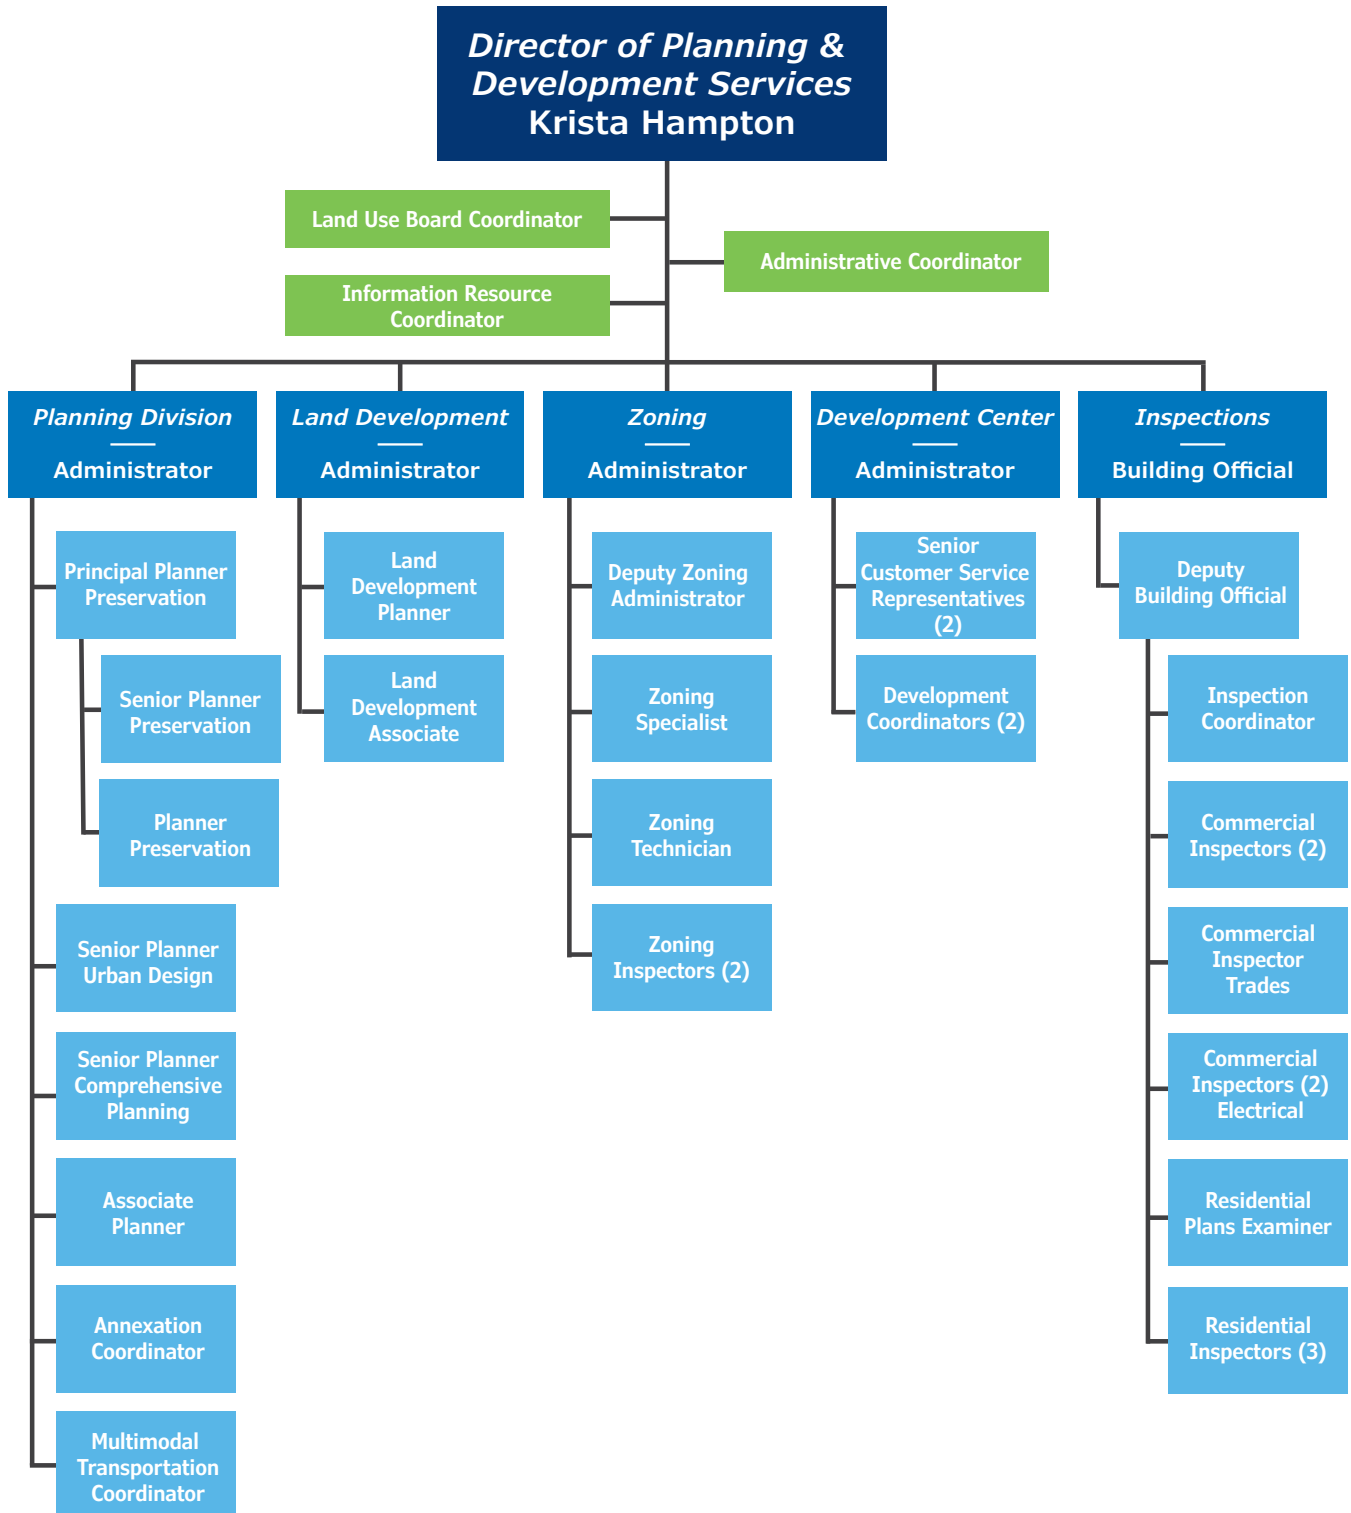 Director of Planning &
Development Services
Krista Hampton
Land Use Board Coordinator
Administrative Coordinator
Information Resource
Coordinator
Planning Division
Administrator
Land Development
Administrator
Zoning
Administrator
Development Center
Administrator
Inspections
Building Official
Principal Planner
Preservation
Senior Planner
Preservation
Planner
Preservation
Senior Planner
Urban Design
Senior Planner
Comprehensive
Planning
Associate
Planner
Annexation
Coordinator
Multimodal
Transportation
Coordinator
Land
Development
Planner
Land
Development
Associate
Deputy Zoning
Administrator
Zoning
Specialist
Zoning
Technician
Zoning
Inspectors (2)
Senior
Customer Service
Representatives
(2)
Development
Coordinators (2)
Deputy
Building Official
Inspection
Coordinator
Commercial
Inspectors (2)
Commercial
Inspector
Trades
Commercial
Inspectors (2)
Electrical
Residential
Plans Examiner
Residential
Inspectors (3)